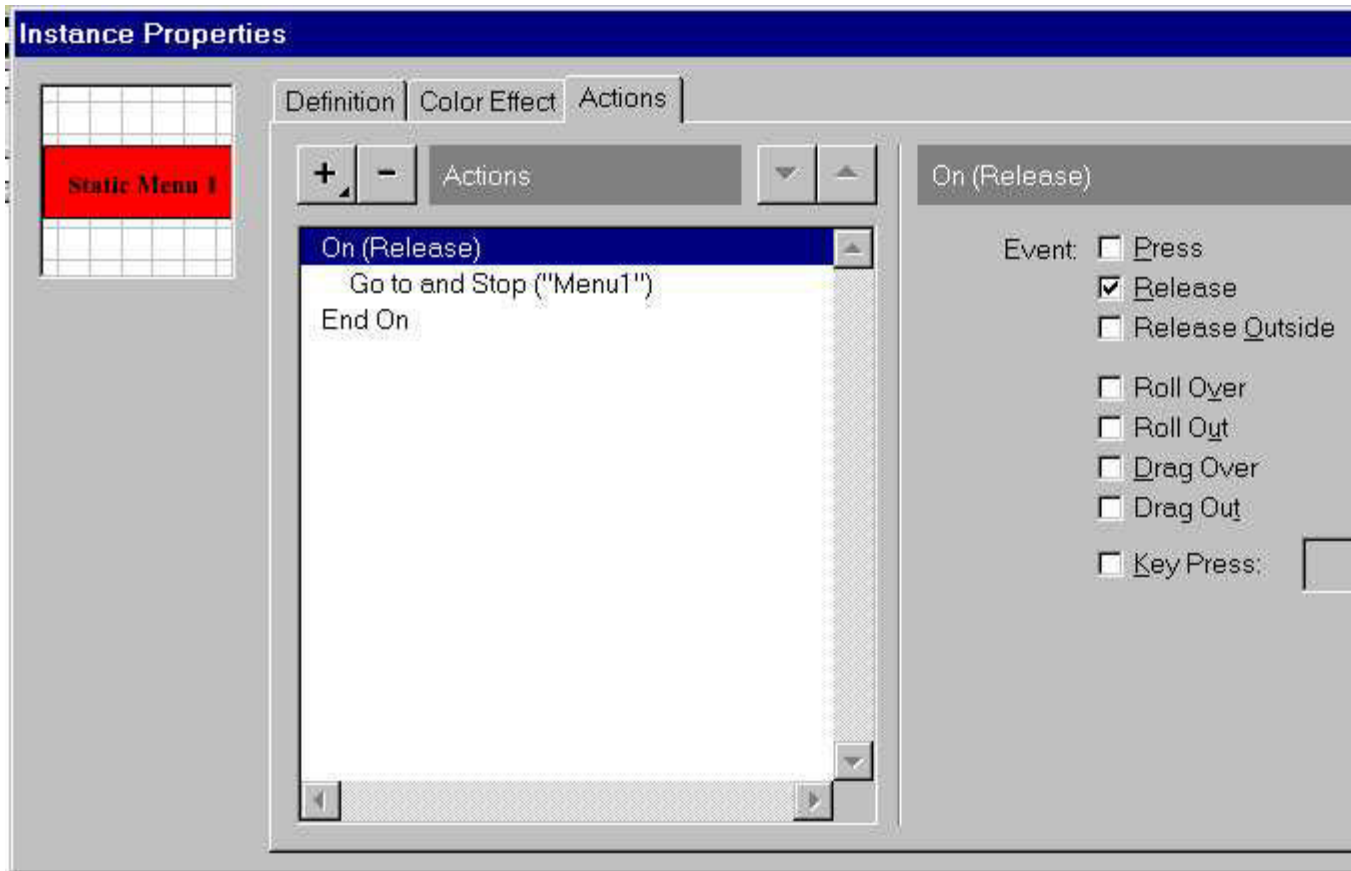 Instance Properties
Definition Color Effect Actions
Static Menu 1
+ - Actions
On (Release)
Go to and Stop ("Menu1")
End On
On (Release)
Event: Press
Release
Release Outside
Roll Over
Roll Out
Drag Over
Drag Out
Key Press: